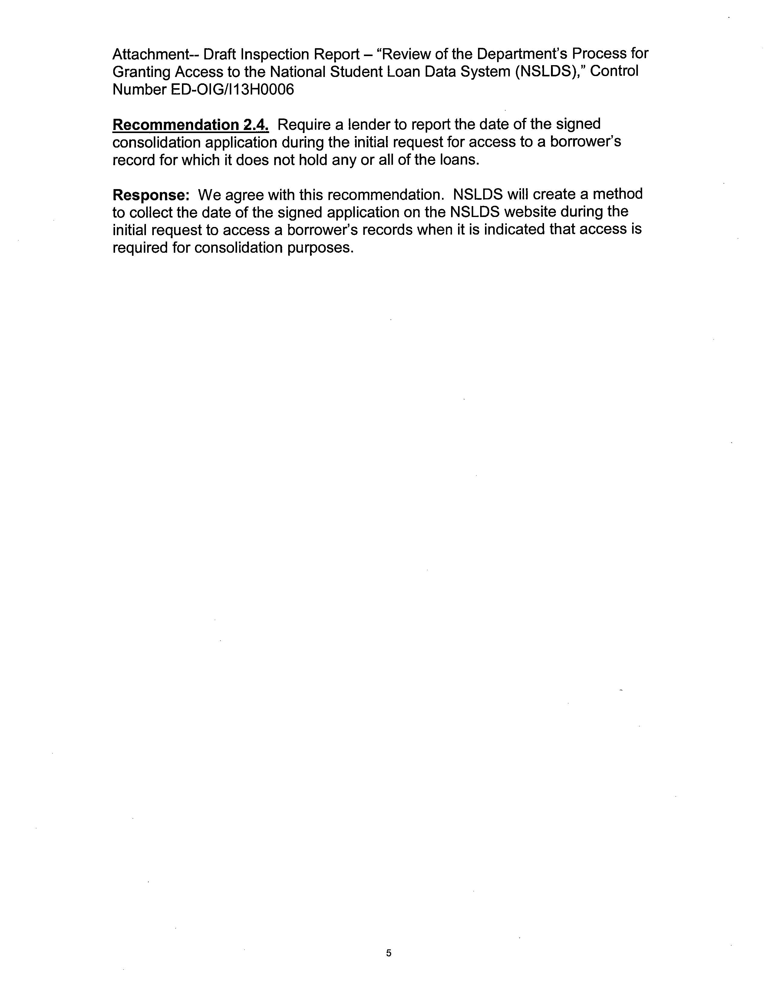 Attachment-- Draft Inspection Report – “Review of the Department’s Process for
Granting Access to the National Student Loan Data System (NSLDS),” Control
Number ED-OIG/I13H0006
Recommendation 2.4. Require a lender to report the date of the signed
consolidation application during the initial request for access to a borrower’s
record for which it does not hold any or all of the loans.
Response: We agree with this recommendation. NSLDS will create a method
to collect the date of the signed application on the NSLDS website during the
initial request to access a borrower’s records when it is indicated that access is
required for consolidation purposes.
5